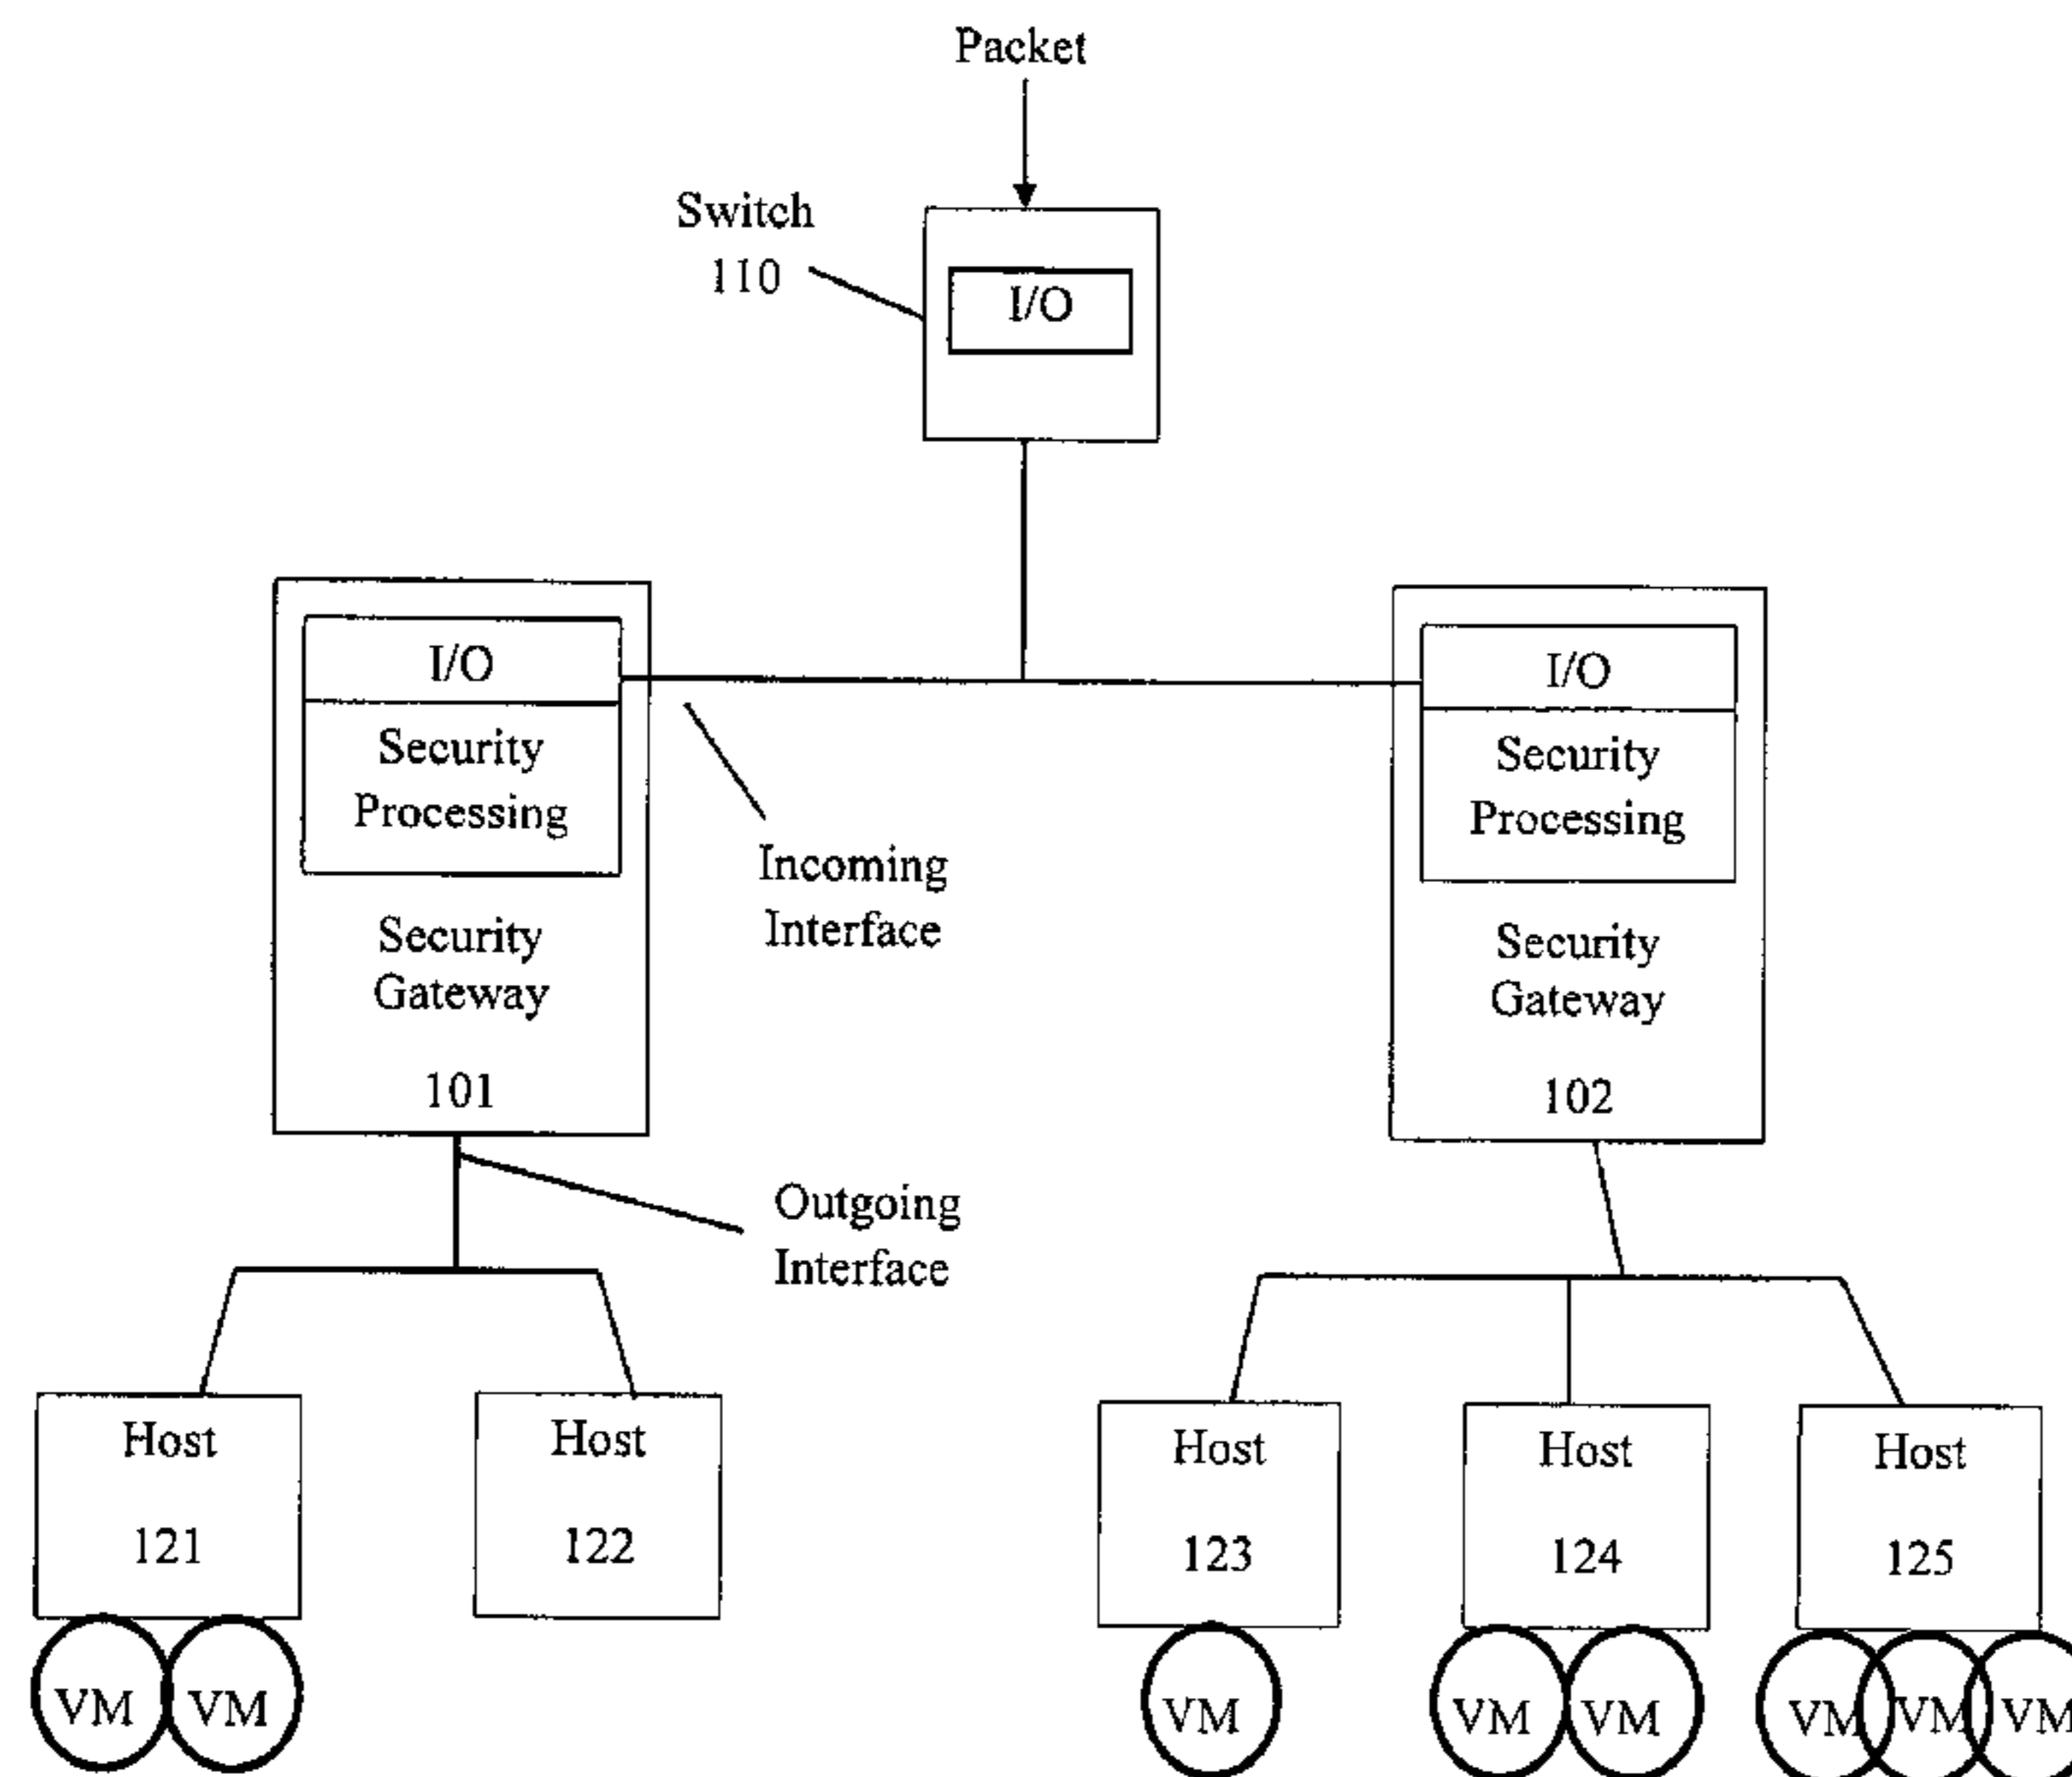 Packet
Switch
110
I/O
I/O
Security
Processing
Security
Gateway
101
Incoming
Interface
I/O
Security
Processing
Security
Gateway
102
Outgoing
Interface
Host
121
Host
122
Host
123
Host
124
Host
125
VM
VM
VM
VM
VM
VM
VM
VM